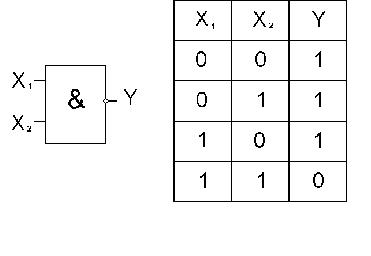 X₁
X₂
&
Y
X₁ X₂ Y
0 0 1
0 1 1
1 0 1
1 1 0